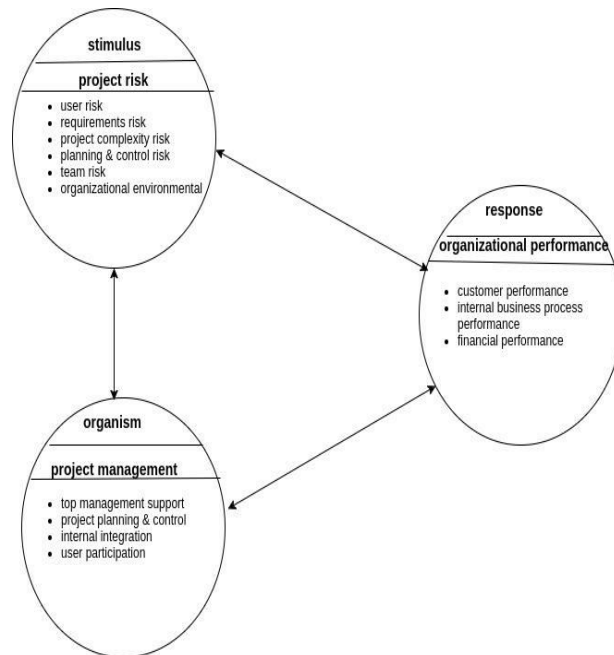 stimulus
project risk
• user risk
• requirements risk
• project complexity risk
• planning & control risk
• team risk
• organizational environmental
response
organizational performance
• customer performance
• internal business process
performance
• financial performance
organism
project management
• top management support
• project planning & control
• internal integration
• user participation